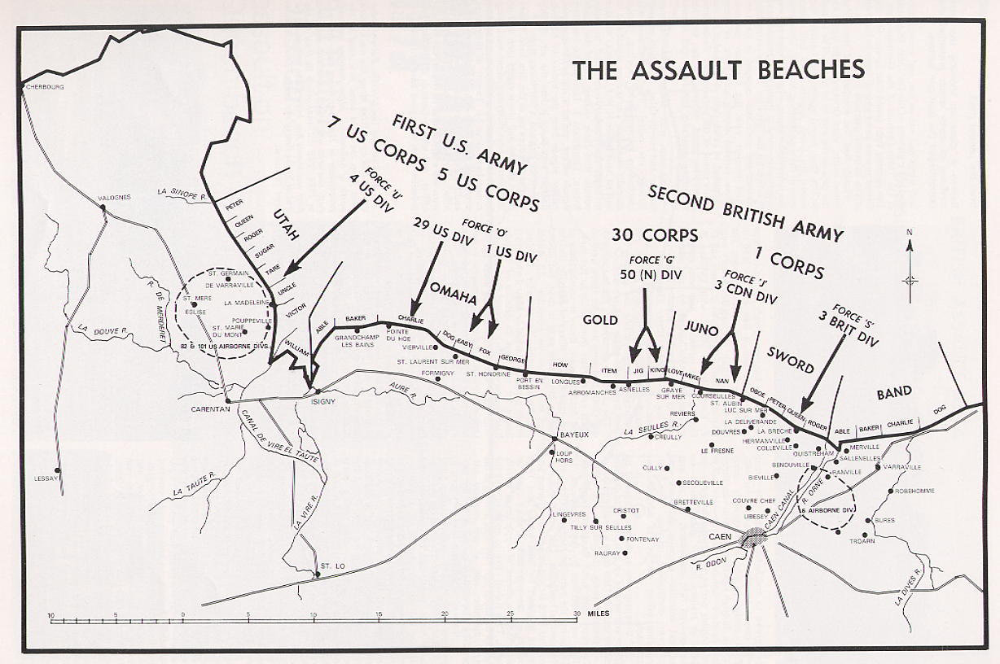 THE ASSAULT BEACHES
CHERBOURG
FIRST U.S. ARMY
7 US CORPS 5 US CORPS
FORCE 'U'
4 US DIV
FORCE 'O'
29 US DIV
1 US DIV
SECOND BRITISH ARMY
30 CORPS
1 CORPS
FORCE 'G'
50 (N) DIV
FORCE 'J'
3 CDN DIV
FORCE 'S'
3 BRIT DIV
N
VALOGNES
LA SINOPE R.
PETER
QUEEN
ROGER
SUGAR
TARE
UNCLE
VICTOR
WILLIAM
UTAH
OMAHA
GOLD
JUNO
SWORD
BAND
ABLE
BAKER
CHARLIE
DOG
EASY
FOX
GEORGE
HOW
ITEM
JIG
KING
LOVE
MIKE
NAN
OBOE
PETER
QUEEN
ROGER
ABLE
BAKER
CHARLIE
DOG
ST. GERMAIN
DE VARRAVILLE
ST. MERE
EGLISE
LA MADELEINE
POUPPEVILLE
ST. MARIE
DU MONT
82 & 101 US AIRBORNE DIVS.
R. DE MERDERET
LA DOUVE R.
CARENTAN
ISIGNY
GRANDCHAMP
LES BAINS
POINTE
DU HOE
VIERVILLE
ST. LAURENT SUR MER
FORMIGNY
ST. HONORINE
PORT EN
BESSIN
LONGUES
ARROMANCHES
ASNELLES
GRAYE
SUR MER
COURSEULLES
ST. AUBIN
LUC SUR MER
LA DELIVERANDE
DOUVRES
LA BRECHE
HERMANVILLE
COLLEVILLE
OUISTREHAM
MERVILLE
SALLENELLES
BENOUVILLE
RANVILLE
VARRAVILLE
BIEVILLE
REVIERS
LA SEULLES R.
CREULLY
LE FRESNE
AURE R.
BAYEUX
LOUP
HORS
CULLY
SECQUEVILLE
BRETTEVILLE
COUVRE CHEF
LIBESEY
CAEN CANAL
R. ORNE
6 AIRBORNE DIV.
ROBEHOMME
BURES
TROARN
LA DIVES R.
CAEN
R. ODON
LINGEVRES
CRISTOT
TILLY SUR SEULLES
FONTENAY
RAURAY
CANAL DE VIRE EL TAUTE
LA TAUTE R.
LA VIRE R.
LESSAY
ST. LO
10 5 0 5 10 15 20 25 30 MILES